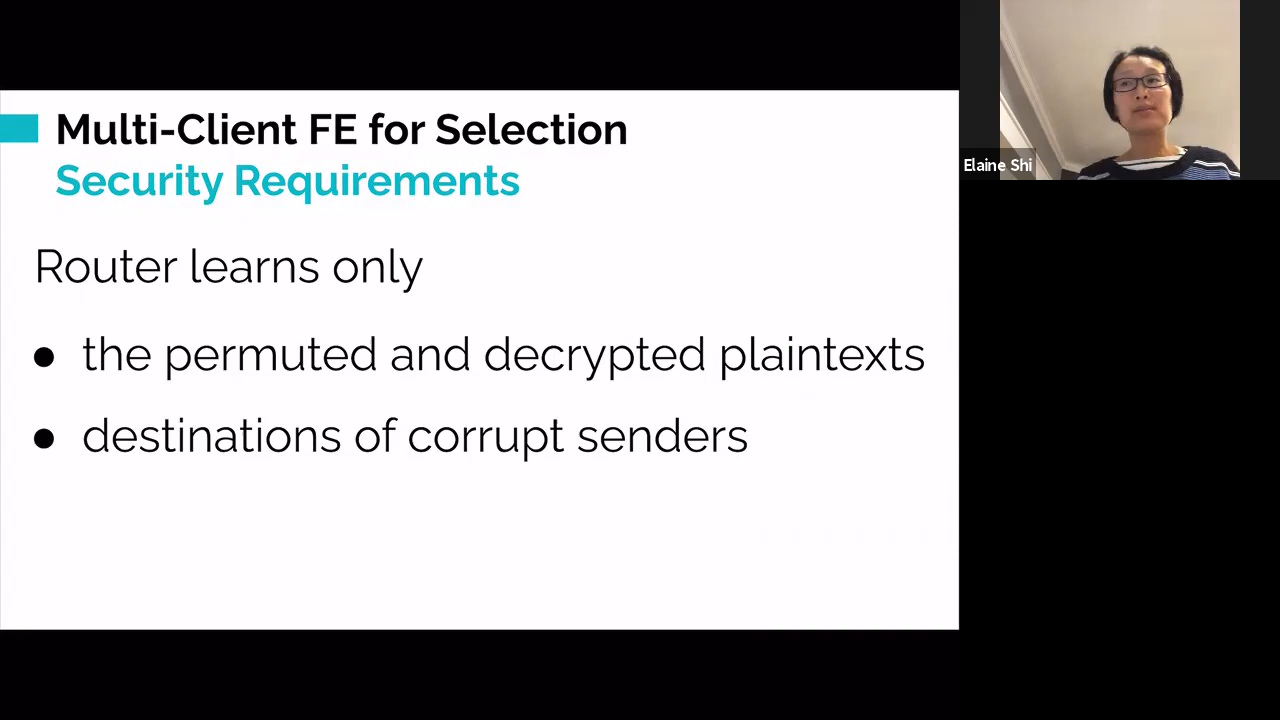 Multi-Client FE for Selection
Security Requirements
Router learns only
● the permuted and decrypted plaintexts
● destinations of corrupt senders
Elaine Shi